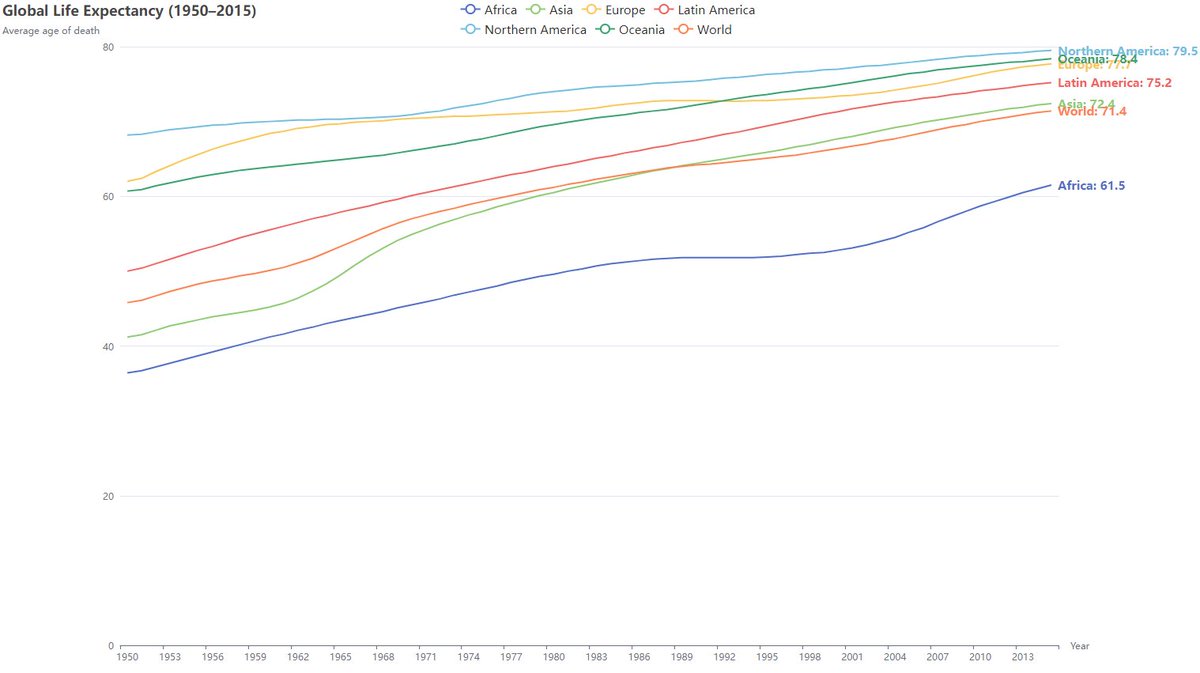 Global Life Expectancy (1950–2015)
Average age of death
Africa Asia Europe Latin America
Northern America Oceania World
80
60
40
20
0
Northern America: 79.5
Oceania: 78.4
Europe: 77.7
Latin America: 75.2
Asia: 72.4
World: 71.4
Africa: 61.5
1950 1953 1956 1959 1962 1965 1968 1971 1974 1977 1980 1983 1986 1989 1992 1995 1998 2001 2004 2007 2010 2013
Year